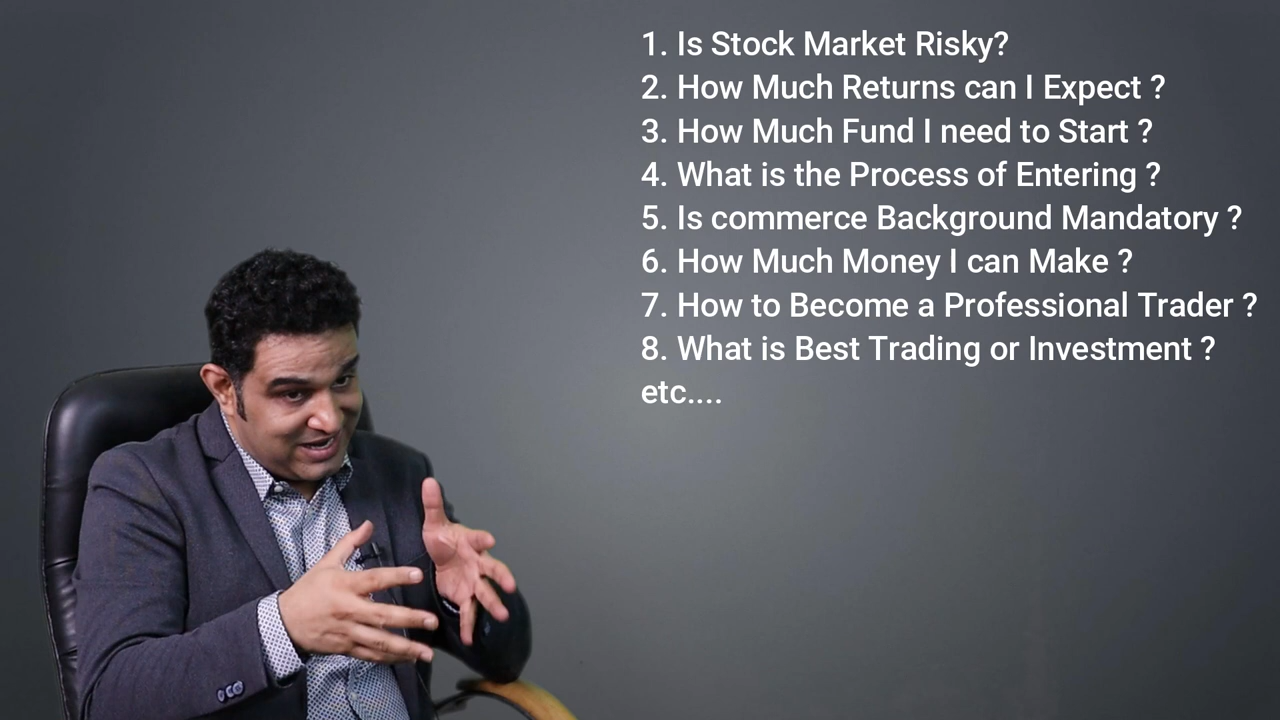 1. Is Stock Market Risky?
2. How Much Returns can I Expect ?
3. How Much Fund I need to Start ?
4. What is the Process of Entering ?
5. Is commerce Background Mandatory ?
6. How Much Money I can Make ?
7. How to Become a Professional Trader ?
8. What is Best Trading or Investment ?
etc....